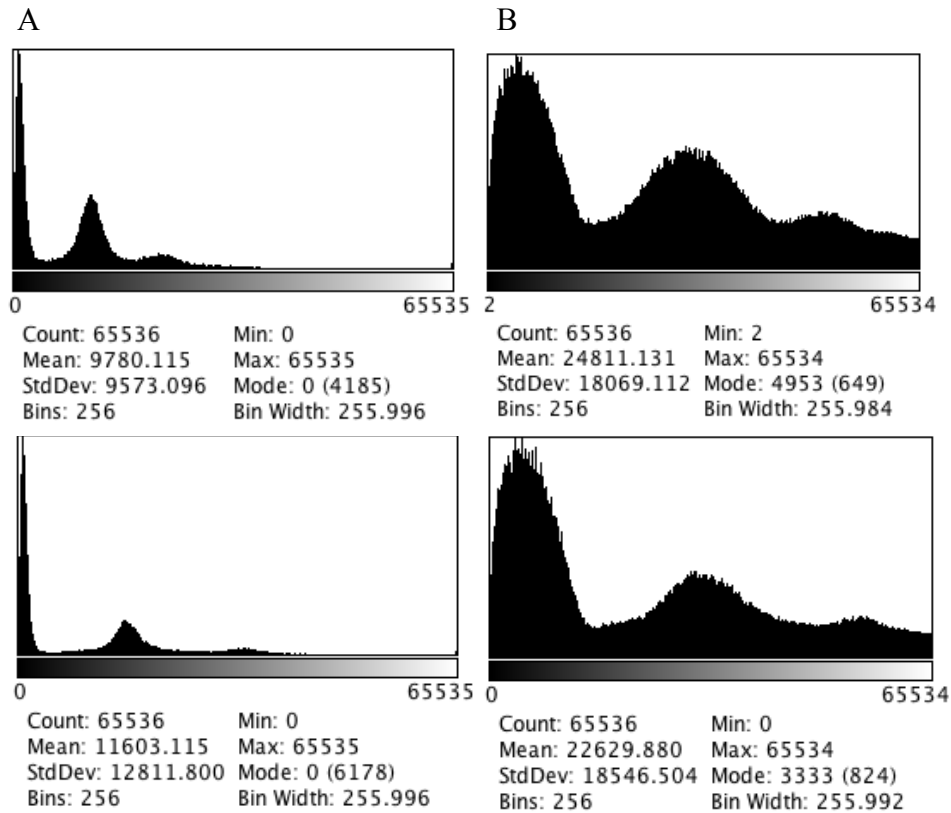 A B
0 65535
Count: 65536 Min: 0
Mean: 9780.115 Max: 65535
StdDev: 9573.096 Mode: 0 (4185)
Bins: 256 Bin Width: 255.996
2 65534
Count: 65536 Min: 2
Mean: 24811.131 Max: 65534
StdDev: 18069.112 Mode: 4953 (649)
Bins: 256 Bin Width: 255.984
0 65535
Count: 65536 Min: 0
Mean: 11603.115 Max: 65535
StdDev: 12811.800 Mode: 0 (6178)
Bins: 256 Bin Width: 255.996
0 65534
Count: 65536 Min: 0
Mean: 22629.880 Max: 65534
StdDev: 18546.504 Mode: 3333 (824)
Bins: 256 Bin Width: 255.992